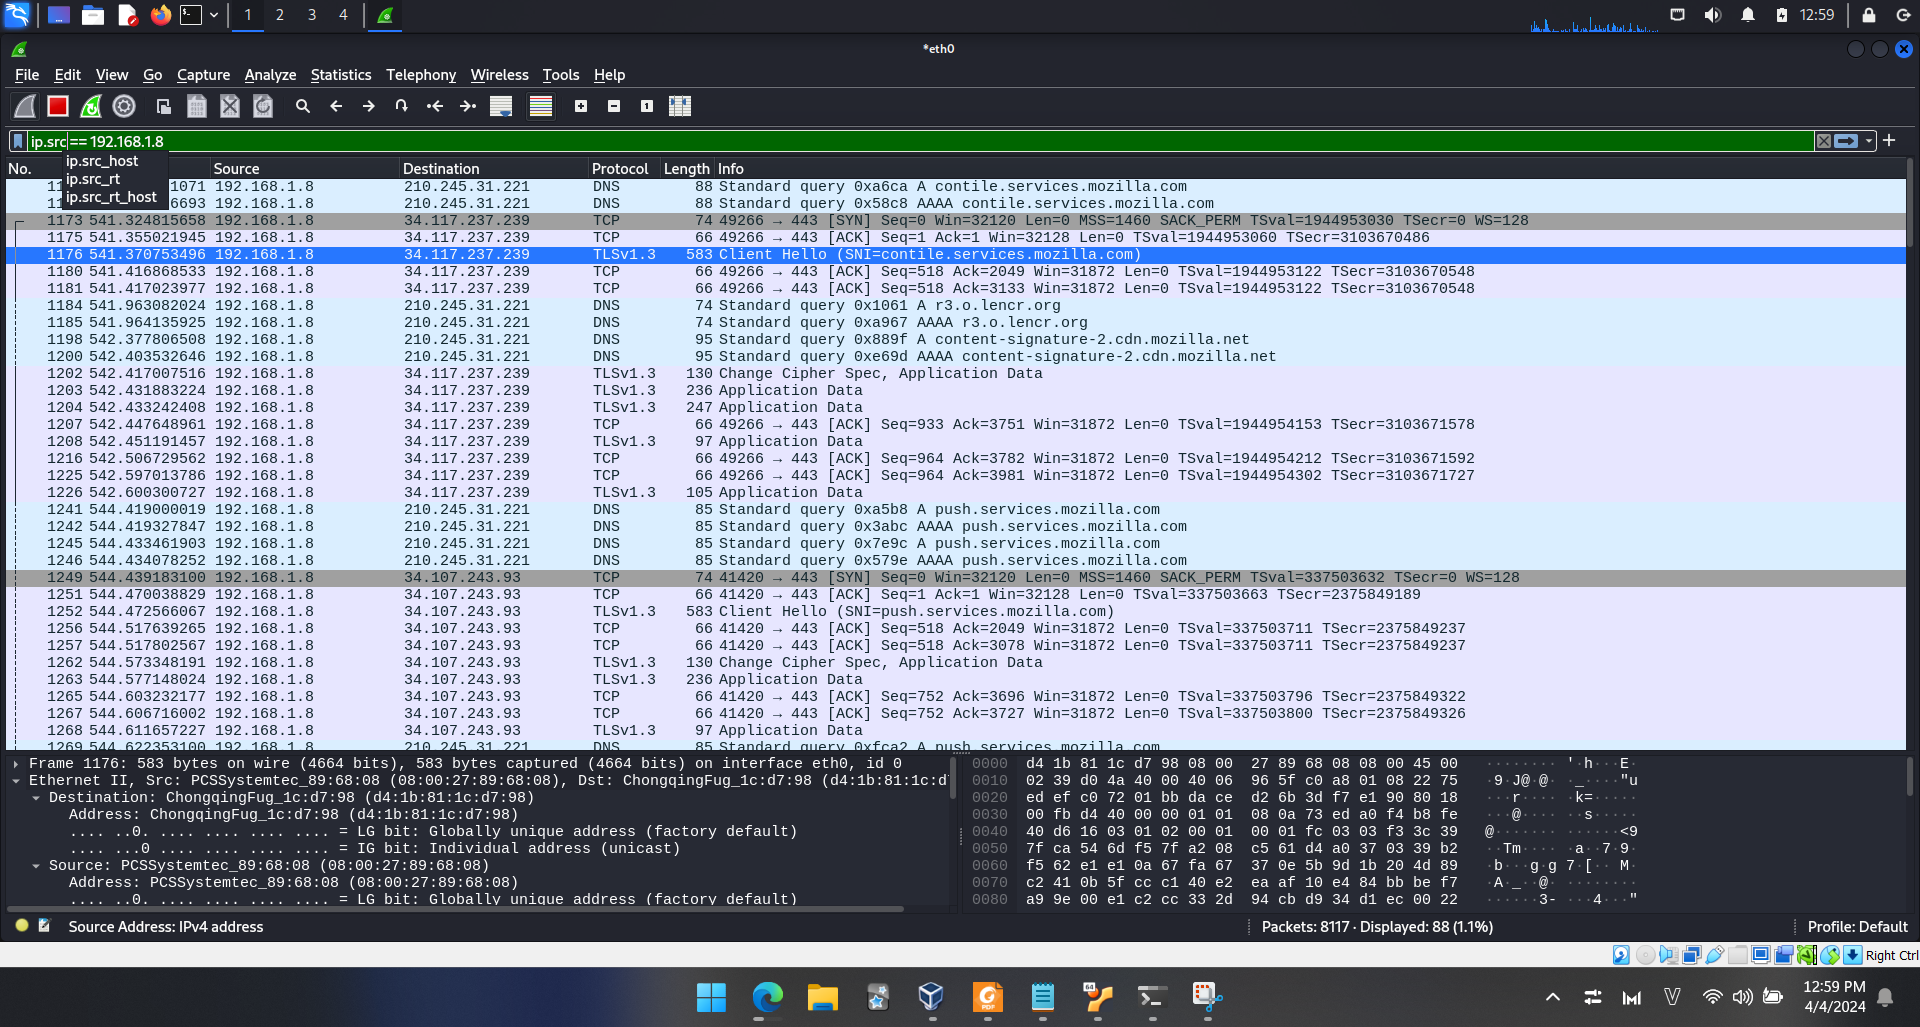 1 2 3 4 12:59
*eth0
File Edit View Go Capture Analyze Statistics Telephony Wireless Tools Help
ip.src == 192.168.1.8
ip.src_host
ip.src_rt
ip.src_rt_host
No. Source Destination Protocol Length Info
11 1071 192.168.1.8 210.245.31.221 DNS 88 Standard query 0xa6ca A contile.services.mozilla.com
11 6693 192.168.1.8 210.245.31.221 DNS 88 Standard query 0x58c8 AAAA contile.services.mozilla.com
1173 541.324815658 192.168.1.8 34.117.237.239 TCP 74 49266 → 443 [SYN] Seq=0 Win=32120 Len=0 MSS=1460 SACK_PERM TSval=1944953030 TSecr=0 WS=128
1175 541.355021945 192.168.1.8 34.117.237.239 TCP 66 49266 → 443 [ACK] Seq=1 Ack=1 Win=32128 Len=0 TSval=1944953060 TSecr=3103670486
1176 541.370753496 192.168.1.8 34.117.237.239 TLSv1.3 583 Client Hello (SNI=contile.services.mozilla.com)
1180 541.416868533 192.168.1.8 34.117.237.239 TCP 66 49266 → 443 [ACK] Seq=518 Ack=2049 Win=31872 Len=0 TSval=1944953122 TSecr=3103670548
1181 541.417023977 192.168.1.8 34.117.237.239 TCP 66 49266 → 443 [ACK] Seq=518 Ack=3133 Win=31872 Len=0 TSval=1944953122 TSecr=3103670548
1184 541.963082024 192.168.1.8 210.245.31.221 DNS 74 Standard query 0x1061 A r3.o.lencr.org
1185 541.964135925 192.168.1.8 210.245.31.221 DNS 74 Standard query 0xa967 AAAA r3.o.lencr.org
1198 542.377806508 192.168.1.8 210.245.31.221 DNS 95 Standard query 0x889f A content-signature-2.cdn.mozilla.net
1200 542.403532646 192.168.1.8 210.245.31.221 DNS 95 Standard query 0xe69d AAAA content-signature-2.cdn.mozilla.net
1202 542.417007516 192.168.1.8 34.117.237.239 TLSv1.3 130 Change Cipher Spec, Application Data
1203 542.431883224 192.168.1.8 34.117.237.239 TLSv1.3 236 Application Data
1204 542.433242408 192.168.1.8 34.117.237.239 TLSv1.3 247 Application Data
1207 542.447648961 192.168.1.8 34.117.237.239 TCP 66 49266 → 443 [ACK] Seq=933 Ack=3751 Win=31872 Len=0 TSval=1944954153 TSecr=3103671578
1208 542.451191457 192.168.1.8 34.117.237.239 TLSv1.3 97 Application Data
1216 542.506729562 192.168.1.8 34.117.237.239 TCP 66 49266 → 443 [ACK] Seq=964 Ack=3782 Win=31872 Len=0 TSval=1944954212 TSecr=3103671592
1225 542.597013786 192.168.1.8 34.117.237.239 TCP 66 49266 → 443 [ACK] Seq=964 Ack=3981 Win=31872 Len=0 TSval=1944954302 TSecr=3103671727
1226 542.600300727 192.168.1.8 34.117.237.239 TLSv1.3 105 Application Data
1241 544.419000019 192.168.1.8 210.245.31.221 DNS 85 Standard query 0xa5b8 A push.services.mozilla.com
1242 544.419327847 192.168.1.8 210.245.31.221 DNS 85 Standard query 0x3abc AAAA push.services.mozilla.com
1245 544.433461903 192.168.1.8 210.245.31.221 DNS 85 Standard query 0x7e9c A push.services.mozilla.com
1246 544.434078252 192.168.1.8 210.245.31.221 DNS 85 Standard query 0x579e AAAA push.services.mozilla.com
1249 544.439183100 192.168.1.8 34.107.243.93 TCP 74 41420 → 443 [SYN] Seq=0 Win=32120 Len=0 MSS=1460 SACK_PERM TSval=337503632 TSecr=0 WS=128
1251 544.470038829 192.168.1.8 34.107.243.93 TCP 66 41420 → 443 [ACK] Seq=1 Ack=1 Win=32128 Len=0 TSval=337503663 TSecr=2375849189
1252 544.472566067 192.168.1.8 34.107.243.93 TLSv1.3 583 Client Hello (SNI=push.services.mozilla.com)
1256 544.517639265 192.168.1.8 34.107.243.93 TCP 66 41420 → 443 [ACK] Seq=518 Ack=2049 Win=31872 Len=0 TSval=337503711 TSecr=2375849237
1257 544.517802567 192.168.1.8 34.107.243.93 TCP 66 41420 → 443 [ACK] Seq=518 Ack=3078 Win=31872 Len=0 TSval=337503711 TSecr=2375849237
1262 544.573348191 192.168.1.8 34.107.243.93 TLSv1.3 130 Change Cipher Spec, Application Data
1263 544.577148024 192.168.1.8 34.107.243.93 TLSv1.3 236 Application Data
1265 544.603232177 192.168.1.8 34.107.243.93 TCP 66 41420 → 443 [ACK] Seq=752 Ack=3696 Win=31872 Len=0 TSval=337503796 TSecr=2375849322
1267 544.606716002 192.168.1.8 34.107.243.93 TCP 66 41420 → 443 [ACK] Seq=752 Ack=3727 Win=31872 Len=0 TSval=337503800 TSecr=2375849326
1268 544.611657227 192.168.1.8 34.107.243.93 TLSv1.3 97 Application Data
1269 544.622353100 192.168.1.8 210.245.31.221 DNS 85 Standard query 0xfca2 A push.services.mozilla.com
Frame 1176: 583 bytes on wire (4664 bits), 583 bytes captured (4664 bits) on interface eth0, id 0
Ethernet II, Src: PCSSystemtec_89:68:08 (08:00:27:89:68:08), Dst: ChongqingFug_1c:d7:98 (d4:1b:81:1c:d7
Destination: ChongqingFug_1c:d7:98 (d4:1b:81:1c:d7:98)
Address: ChongqingFug_1c:d7:98 (d4:1b:81:1c:d7:98)
.... ..0. .... .... .... .... = LG bit: Globally unique address (factory default)
.... ...0 .... .... .... .... = IG bit: Individual address (unicast)
Source: PCSSystemtec_89:68:08 (08:00:27:89:68:08)
Address: PCSSystemtec_89:68:08 (08:00:27:89:68:08)
.... ..0. .... .... .... .... = LG bit: Globally unique address (factory default)
0000 d4 1b 81 1c d7 98 08 00 27 89 68 08 08 00 45 00 ········ '·h···E·
0010 02 39 d0 4a 40 00 40 06 96 5f c0 a8 01 08 22 75 ·9·J@·@· ·_····"u
0020 ed ef c0 72 01 bb da ce d2 6b 3d f7 e1 90 80 18 ···r···· ·k=·····
0030 00 fb d4 40 00 00 01 01 08 0a 73 ed a0 f4 b8 fe ···@···· ··s·····
0040 40 d6 16 03 01 02 00 01 00 01 fc 03 03 f3 3c 39 @······· ······<9
0050 7f ca 54 6d f5 7f a2 08 c5 61 d4 a0 37 03 39 b2 ··Tm···· ·a··7·9·
0060 f5 62 e1 e1 0a 67 fa 67 37 0e 5b 9d 1b 20 4d 89 ·b···g·g 7·[·· M·
0070 c2 41 0b 5f cc c1 40 e2 ea af 10 e4 84 bb be f7 ·A·_··@· ········
0080 a9 9e 00 e1 c2 cc 33 2d 94 cb d9 34 d1 ec 00 22 ······3- ···4···"
Source Address: IPv4 address Packets: 8117 · Displayed: 88 (1.1%) Profile: Default
Right Ctrl
12:59 PM
4/4/2024